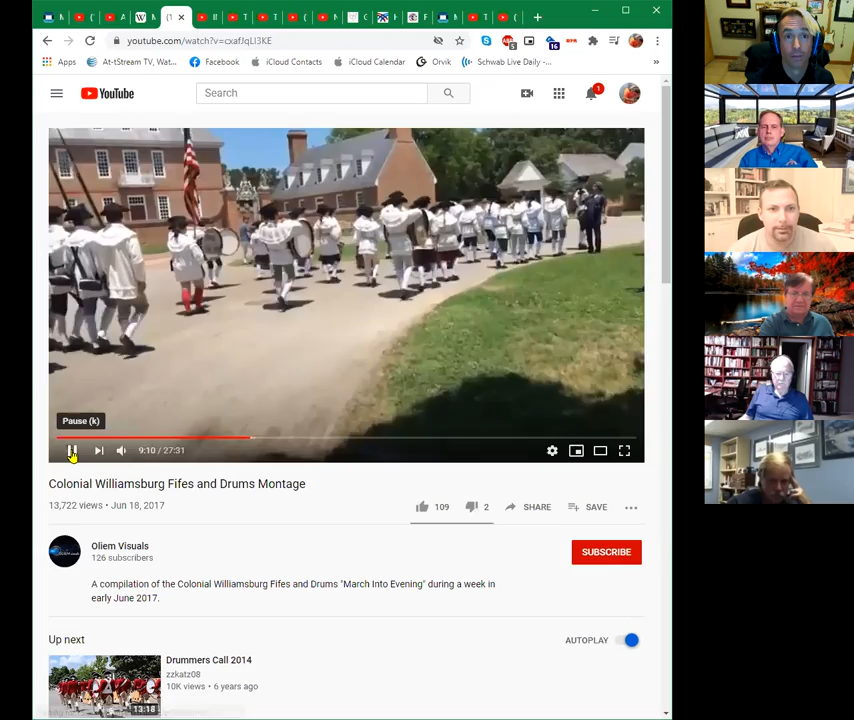 youtube.com/watch?v=cxafJqLI3KE
Apps
At-tStream TV, Wat...
Facebook
iCloud Contacts
iCloud Calendar
Orvik
Schwab Live Daily -...
YouTube
Search
1
Pause (k)
9:10 / 27:31
Colonial Williamsburg Fifes and Drums Montage
13,722 views • Jun 18, 2017
109
2
SHARE
SAVE
Oliem Visuals
126 subscribers
SUBSCRIBE
A compilation of the Colonial Williamsburg Fifes and Drums "March Into Evening" during a week in
early June 2017.
Up next
AUTOPLAY
Drummers Call 2014
zzkatz08
10K views • 6 years ago
13:18